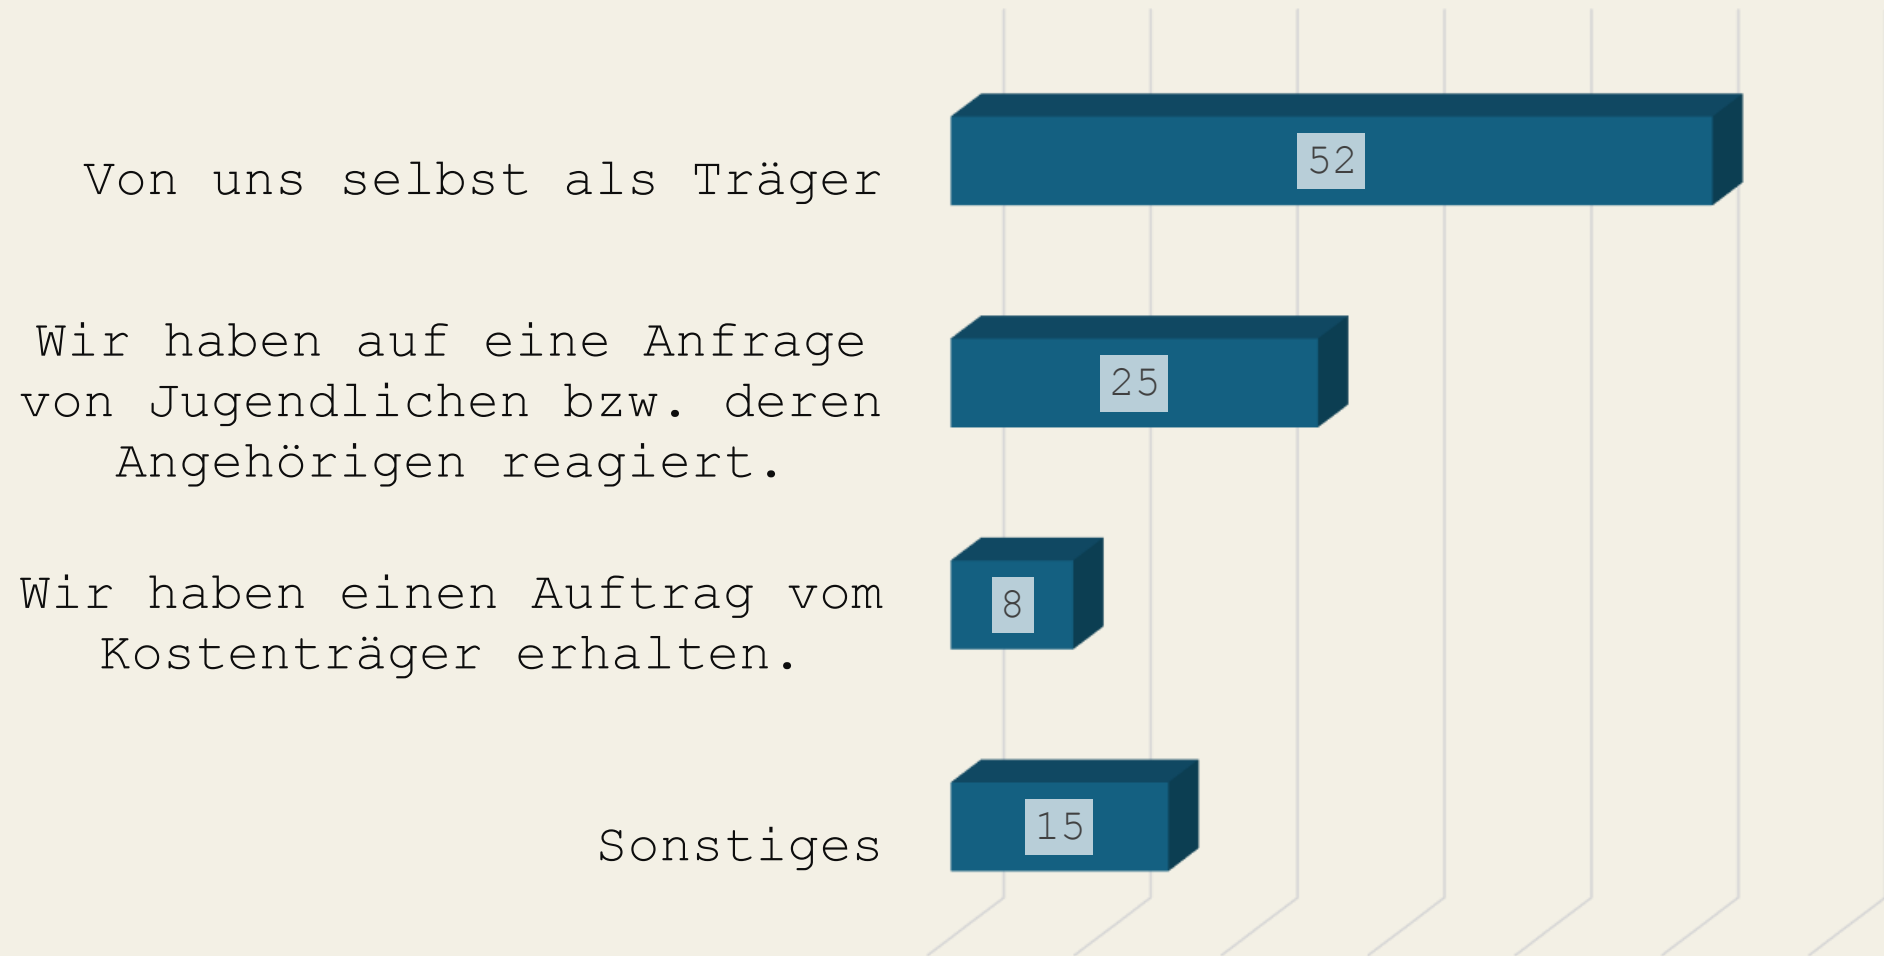 Von uns selbst als Träger
52
Wir haben auf eine Anfrage
von Jugendlichen bzw. deren
Angehörigen reagiert.
25
Wir haben einen Auftrag vom
Kostenträger erhalten.
8
Sonstiges
15